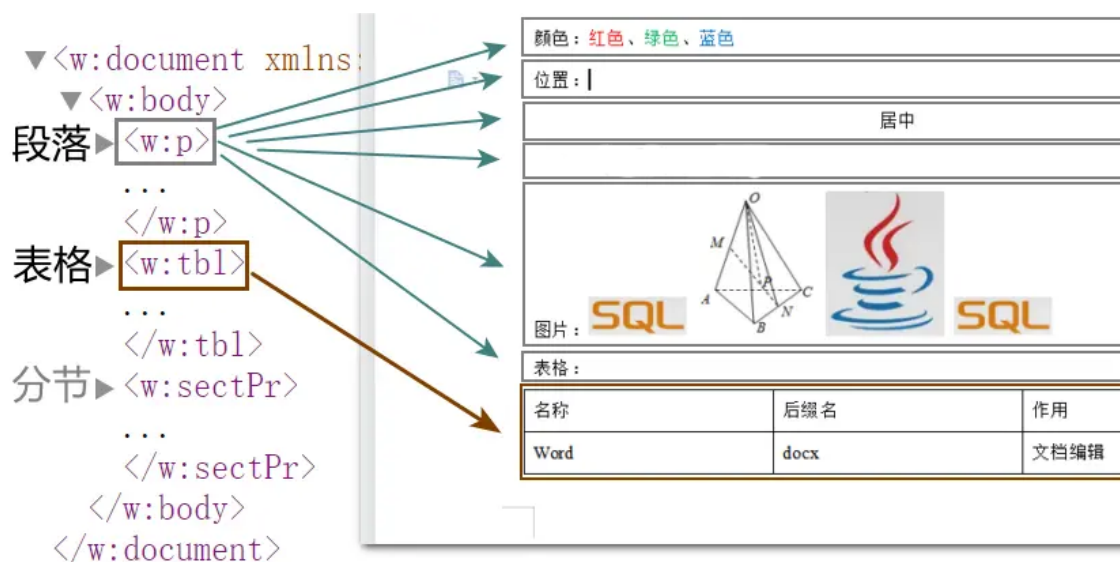 <w:document xmlns:
<w:body>
段落 <w:p>
...
</w:p>
表格 <w:tbl>
...
</w:tbl>
分节 <w:sectPr>
...
</w:sectPr>
</w:body>
</w:document>
颜色：红色、绿色、蓝色
位置：
居中
O
M
P
A
C
N
B
图片：SQL SQL
表格：
名称 后缀名 作用
Word docx 文档编辑